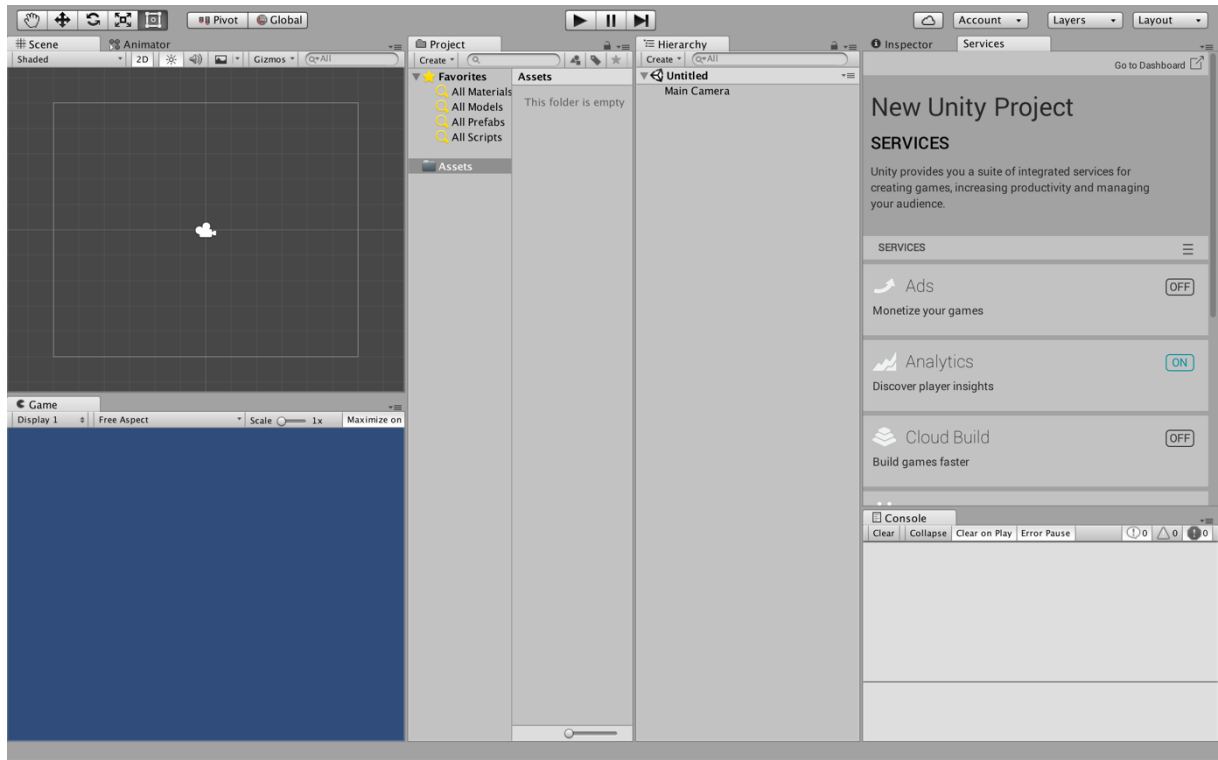 Pivot Global
Account Layers Layout
Scene Animator
Shaded 2D Gizmos All
Game
Display 1 Free Aspect Scale 1x Maximize on
Project
Create
Favorites
All Materials
All Models
All Prefabs
All Scripts
Assets
Assets
This folder is empty
Hierarchy
Create All
Untitled
Main Camera
Inspector Services
Go to Dashboard
New Unity Project
SERVICES
Unity provides you a suite of integrated services for
creating games, increasing productivity and managing
your audience.
SERVICES
Ads OFF
Monetize your games
Analytics ON
Discover player insights
Cloud Build OFF
Build games faster
Console
Clear Collapse Clear on Play Error Pause 0 0 0